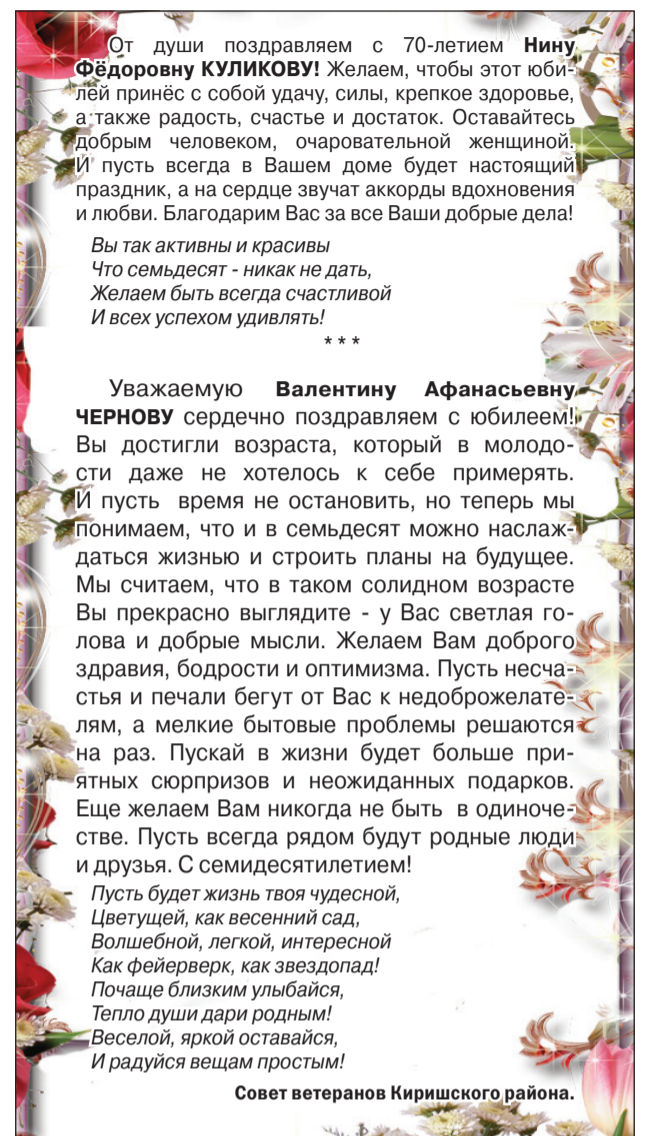 От души поздравляем с 70-летием Нину
Фёдоровну КУЛИКОВУ! Желаем, чтобы этот юби-
лей принёс с собой удачу, силы, крепкое здоровье,
а также радость, счастье и достаток. Оставайтесь
добрым человеком, очаровательной женщиной.
И пусть всегда в Вашем доме будет настоящий
праздник, а на сердце звучат аккорды вдохновения
и любви. Благодарим Вас за все Ваши добрые дела!
Вы так активны и красивы
Что семьдесят - никак не дать,
Желаем быть всегда счастливой
И всех успехом удивлять!
* * *
Уважаемую Валентину Афанасьевну
ЧЕРНОВУ сердечно поздравляем с юбилеем!
Вы достигли возраста, который в молодо-
сти даже не хотелось к себе примерять.
И пусть время не остановить, но теперь мы
понимаем, что и в семьдесят можно наслаж-
даться жизнью и строить планы на будущее.
Мы считаем, что в таком солидном возрасте
Вы прекрасно выглядите - у Вас светлая го-
лова и добрые мысли. Желаем Вам доброго
здравия, бодрости и оптимизма. Пусть несча-
стья и печали бегут от Вас к недоброжелате-
лям, а мелкие бытовые проблемы решаются
на раз. Пускай в жизни будет больше при-
ятных сюрпризов и неожиданных подарков.
Еще желаем Вам никогда не быть в одиноче-
стве. Пусть всегда рядом будут родные люди
и друзья. С семидесятилетием!
Пусть будет жизнь твоя чудесной,
Цветущей, как весенний сад,
Волшебной, легкой, интересной
Как фейерверк, как звездопад!
Почаще близким улыбайся,
Тепло души дари родным!
Веселой, яркой оставайся,
И радуйся вещам простым!
Совет ветеранов Киришского района.